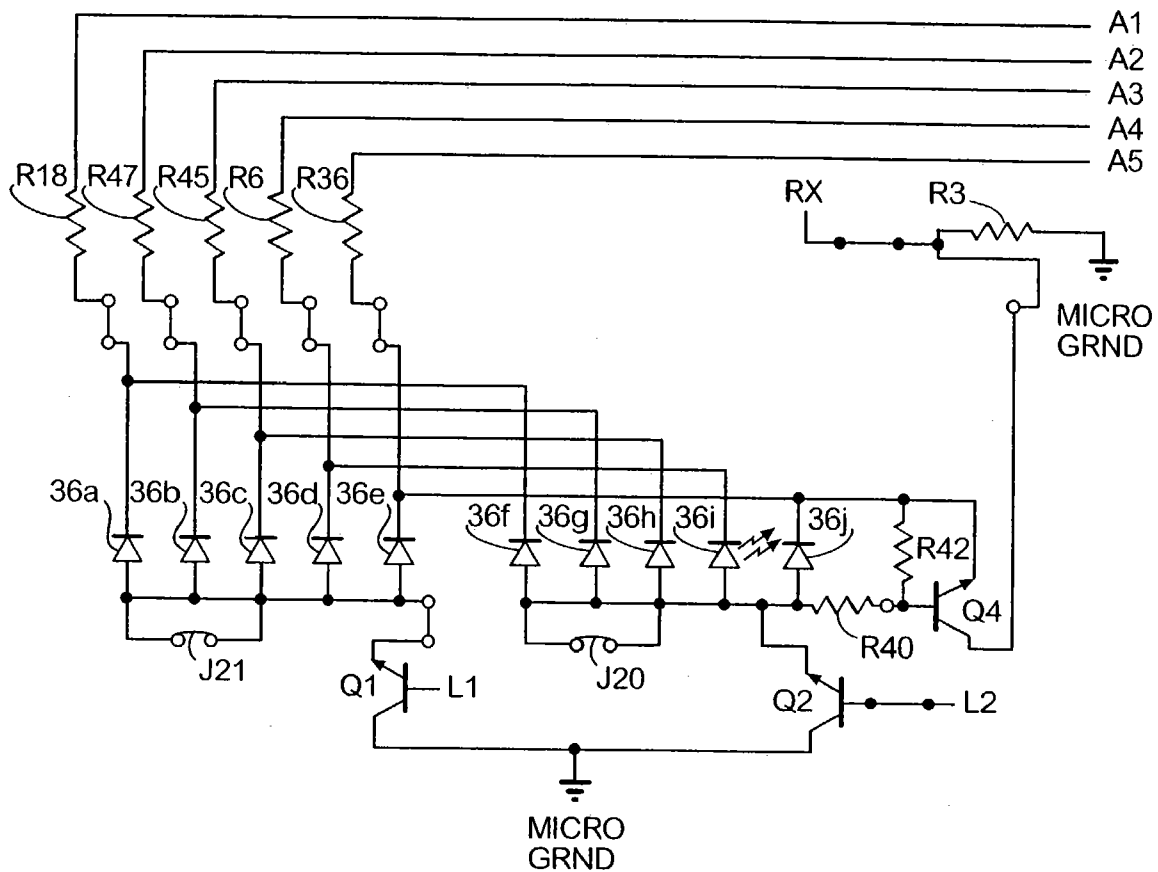 A1
A2
A3
A4
A5
R18 R47 R45 R6 R36
RX
R3
MICRO
GRND
36a 36b 36c 36d 36e
36f 36g 36h 36i 36j
R42
Q4
R40
J21
J20
Q1
L1
Q2
L2
MICRO
GRND